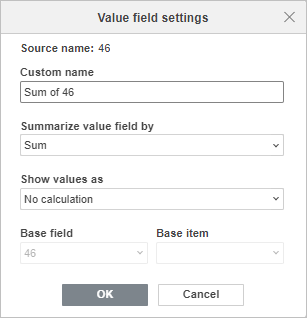 Value field settings
Source name: 46
Custom name
Sum of 46
Summarize value field by
Sum
Show values as
No calculation
Base field Base item
46
OK Cancel